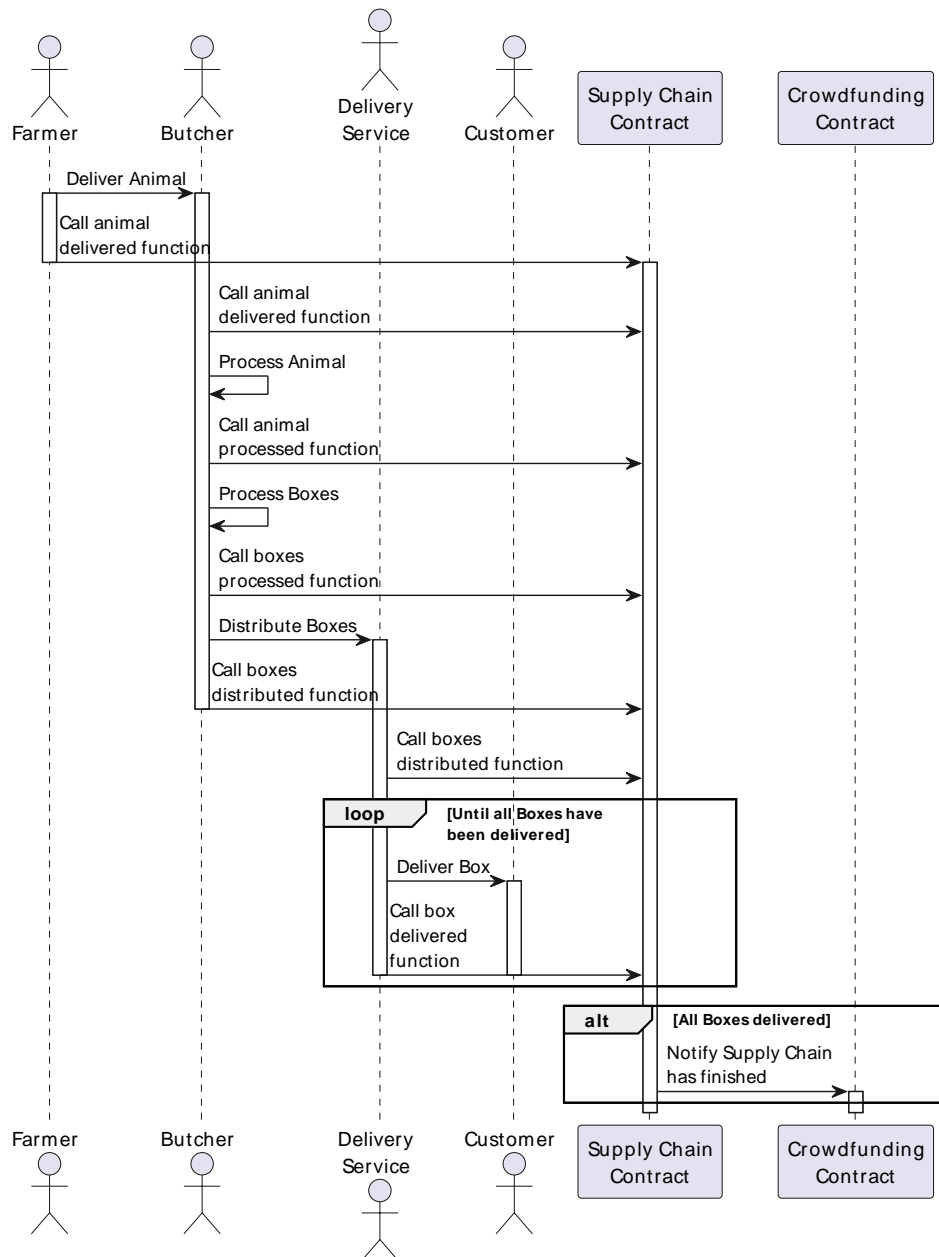 Farmer
Butcher
Delivery
Service
Customer
Supply Chain
Contract
Crowdfunding
Contract
Deliver Animal
Call animal
delivered function
Call animal
delivered function
Process Animal
Call animal
processed function
Process Boxes
Call boxes
processed function
Distribute Boxes
Call boxes
distributed function
Call boxes
distributed function
loop
[Until all Boxes have
been delivered]
Deliver Box
Call box
delivered
function
alt
[All Boxes delivered]
Notify Supply Chain
has finished
Farmer
Butcher
Delivery
Service
Customer
Supply Chain
Contract
Crowdfunding
Contract